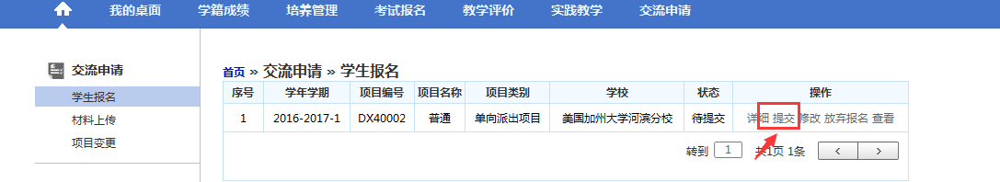 我的桌面 学籍成绩 培养管理 考试报名 教学评价 实践教学 交流申请
交流申请
学生报名
材料上传
项目变更
首页 » 交流申请 » 学生报名
序号 学年学期 项目编号 项目名称 项目类别 学校 状态 操作
1 2016-2017-1 DX40002 普通 单向派出项目 美国加州大学河滨分校 待提交 详细 提交 修改 放弃报名 查看
转到 1 共1页 1条 < >